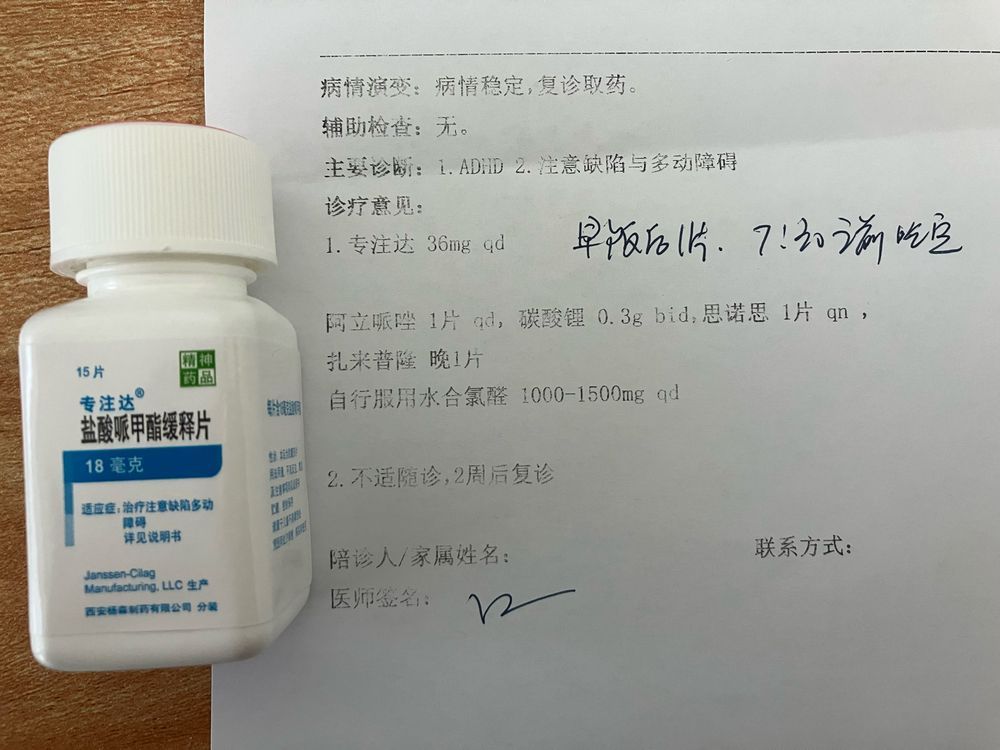 15片
精神药品
专注达®
盐酸哌甲酯缓释片
18毫克
适应症：治疗注意缺陷多动
障碍
详见说明书
Janssen-Cilag
Manufacturing, LLC 生产
西安杨森制药有限公司 分装
病情演变：病情稳定,复诊取药。
辅助检查：无。
主要诊断：1.ADHD 2.注意缺陷与多动障碍
诊疗意见：
1.专注达 36mg qd
早饭后1片. 7:30之前吃完
阿立哌唑 1片 qd, 碳酸锂 0.3g bid,思诺思 1片 qn ,
扎来普隆 晚1片
自行服用水合氯醛 1000-1500mg qd
2.不适随诊,2周后复诊
陪诊人/家属姓名：
联系方式：
医师签名：